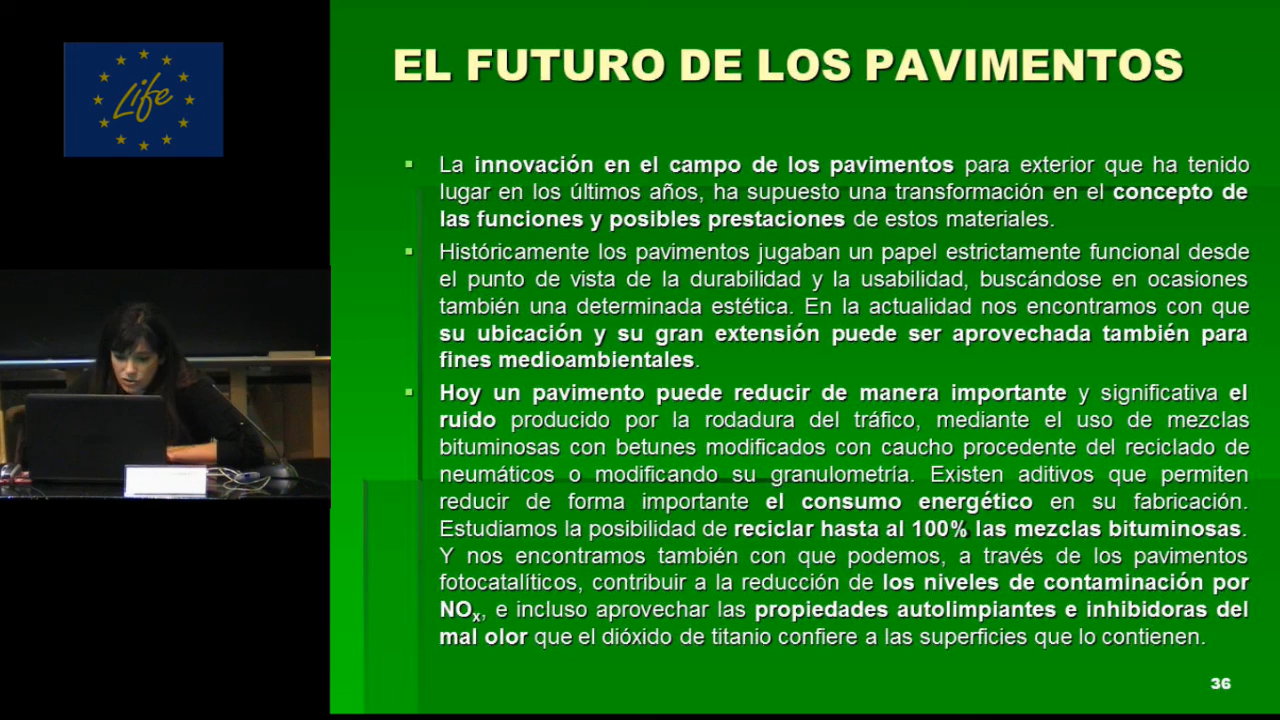 Life
EL FUTURO DE LOS PAVIMENTOS
▪ La innovación en el campo de los pavimentos para exterior que ha tenido
lugar en los últimos años, ha supuesto una transformación en el concepto de
las funciones y posibles prestaciones de estos materiales.
▪ Históricamente los pavimentos jugaban un papel estrictamente funcional desde
el punto de vista de la durabilidad y la usabilidad, buscándose en ocasiones
también una determinada estética. En la actualidad nos encontramos con que
su ubicación y su gran extensión puede ser aprovechada también para
fines medioambientales.
▪ Hoy un pavimento puede reducir de manera importante y significativa el
ruido producido por la rodadura del tráfico, mediante el uso de mezclas
bituminosas con betunes modificados con caucho procedente del reciclado de
neumáticos o modificando su granulometría. Existen aditivos que permiten
reducir de forma importante el consumo energético en su fabricación.
Estudiamos la posibilidad de reciclar hasta al 100% las mezclas bituminosas.
Y nos encontramos también con que podemos, a través de los pavimentos
fotocatalíticos, contribuir a la reducción de los niveles de contaminación por
NOx, e incluso aprovechar las propiedades autolimpiantes e inhibidoras del
mal olor que el dióxido de titanio confiere a las superficies que lo contienen.
36